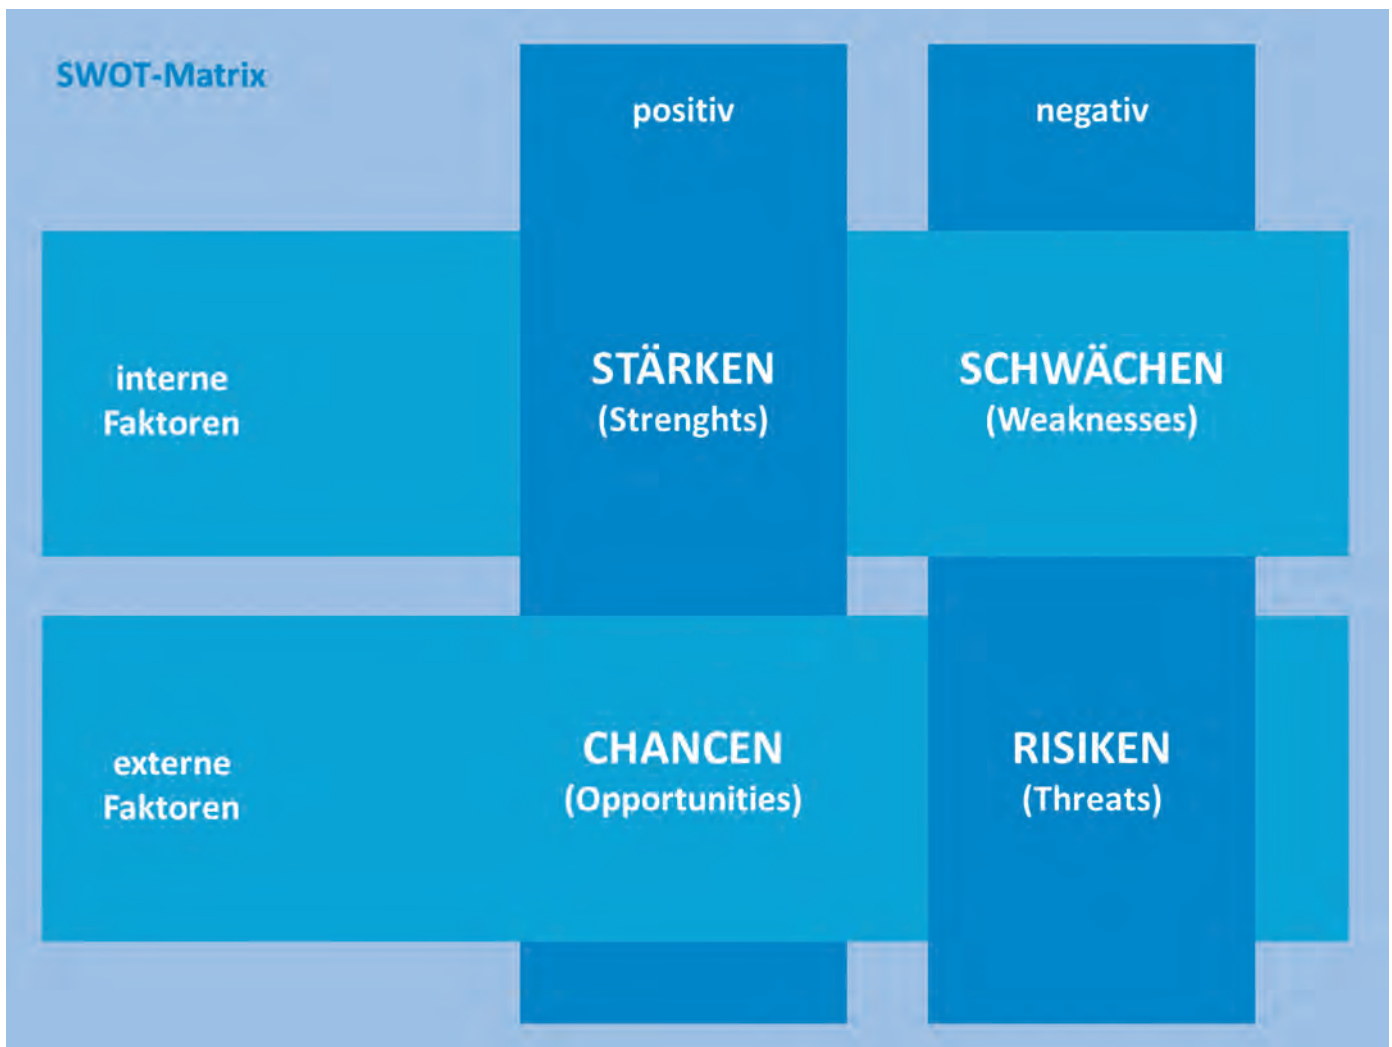 SWOT-Matrix
positiv
negativ
interne
Faktoren
STÄRKEN
(Strenghts)
SCHWÄCHEN
(Weaknesses)
externe
Faktoren
CHANCEN
(Opportunities)
RISIKEN
(Threats)